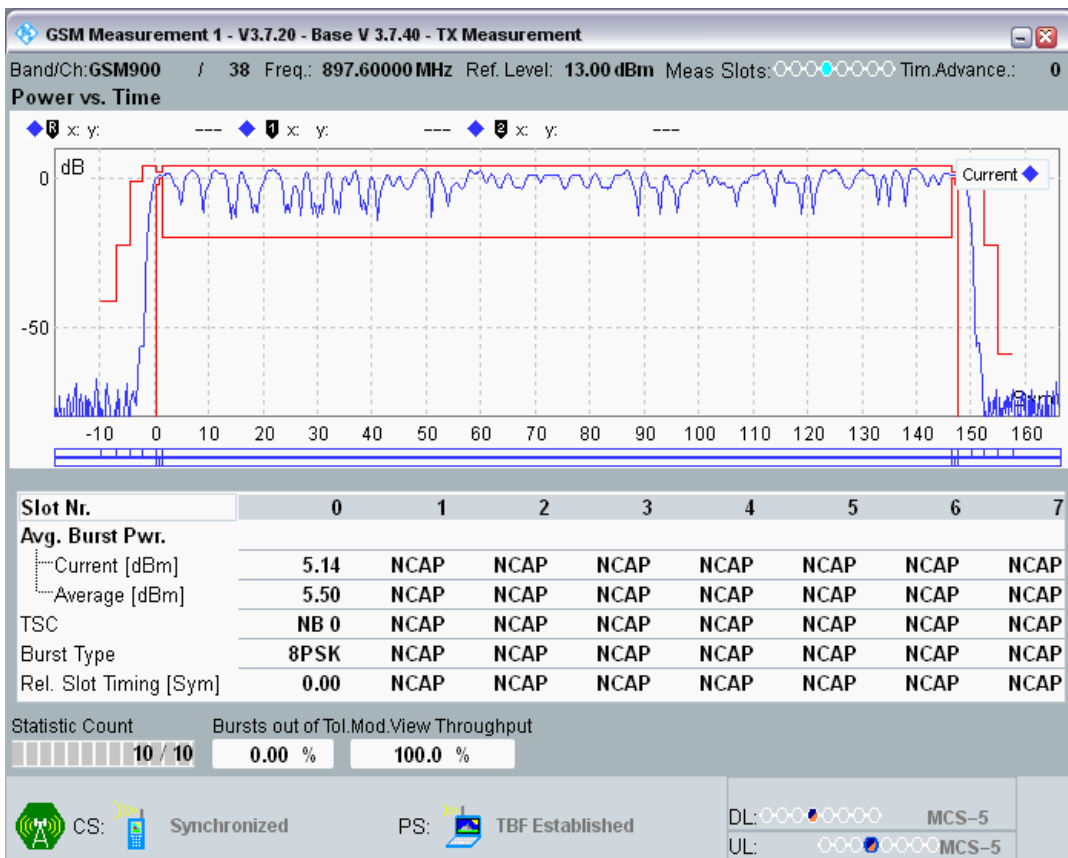 GSM Measurement 1 - V3.7.20 - Base V 3.7.40 - TX Measurement
Band/Ch:GSM900 / 38 Freq.: 897.60000 MHz Ref. Level: 13.00 dBm Meas Slots: Tim.Advance.: 0
Power vs. Time
R x: y: --- 1 x: y: --- 2 x: y: ---
dB
Current
0
-50
Sym
-10 0 10 20 30 40 50 60 70 80 90 100 110 120 130 140 150 160
Slot Nr. 0 1 2 3 4 5 6 7
Avg. Burst Pwr.
Current [dBm] 5.14 NCAP NCAP NCAP NCAP NCAP NCAP NCAP
Average [dBm] 5.50 NCAP NCAP NCAP NCAP NCAP NCAP NCAP
TSC NB 0 NCAP NCAP NCAP NCAP NCAP NCAP NCAP
Burst Type 8PSK NCAP NCAP NCAP NCAP NCAP NCAP NCAP
Rel. Slot Timing [Sym] 0.00 NCAP NCAP NCAP NCAP NCAP NCAP NCAP
Statistic Count Bursts out of Tol.Mod.View Throughput
10 / 10 0.00 % 100.0 %
CS: Synchronized PS: TBF Established
DL: MCS-5
UL: MCS-5